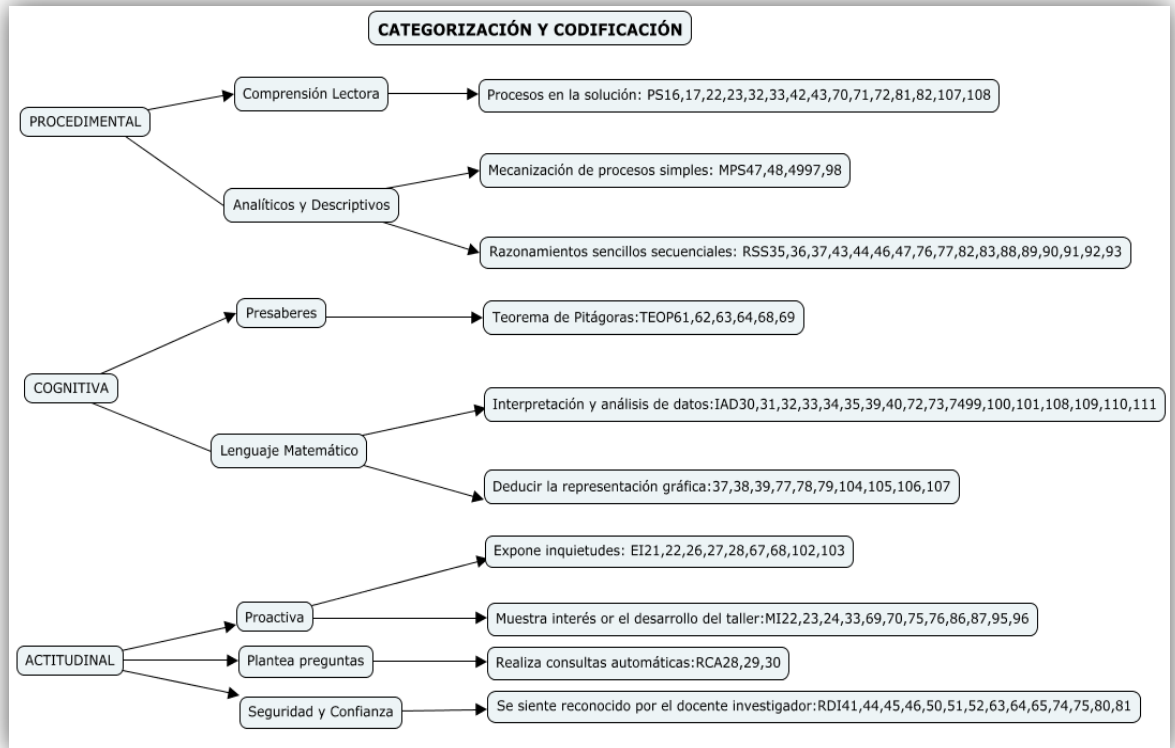 CATEGORIZACIÓN Y CODIFICACIÓN
PROCEDIMENTAL
Comprensión Lectora
Procesos en la solución: PS16,17,22,23,32,33,42,43,70,71,72,81,82,107,108
Analíticos y Descriptivos
Mecanización de procesos simples: MPS47,48,4997,98
Razonamientos sencillos secuenciales: RSS35,36,37,43,44,46,47,76,77,82,83,88,89,90,91,92,93
COGNITIVA
Presaberes
Teorema de Pitágoras:TEOP61,62,63,64,68,69
Lenguaje Matemático
Interpretación y análisis de datos:IAD30,31,32,33,34,35,39,40,72,73,7499,100,101,108,109,110,111
Deducir la representación gráfica:37,38,39,77,78,79,104,105,106,107
ACTITUDINAL
Proactiva
Expone inquietudes: EI21,22,26,27,28,67,68,102,103
Muestra interés or el desarrollo del taller:MI22,23,24,33,69,70,75,76,86,87,95,96
Plantea preguntas
Realiza consultas automáticas:RCA28,29,30
Seguridad y Confianza
Se siente reconocido por el docente investigador:RDI41,44,45,46,50,51,52,63,64,65,74,75,80,81